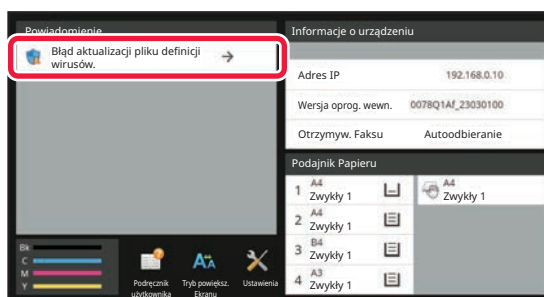 Powiadomienie
Błąd aktualizacji pliku definicji
wirusów.
Bk
C
M
Y
Podręcznik
użytkownika
AA
Tryb powiększ.
Ekranu
Ustawienia
Informacje o urządzeniu
Adres IP 192.168.0.10
Wersja oprog. wewn. 0078Q1Af_23030100
Otrzymyw. Faksu Autoodbieranie
Podajnik Papieru
1 A4
Zwykły 1
A4
Zwykły 1
2 A4
Zwykły 1
3 B4
Zwykły 1
4 A3
Zwykły 1